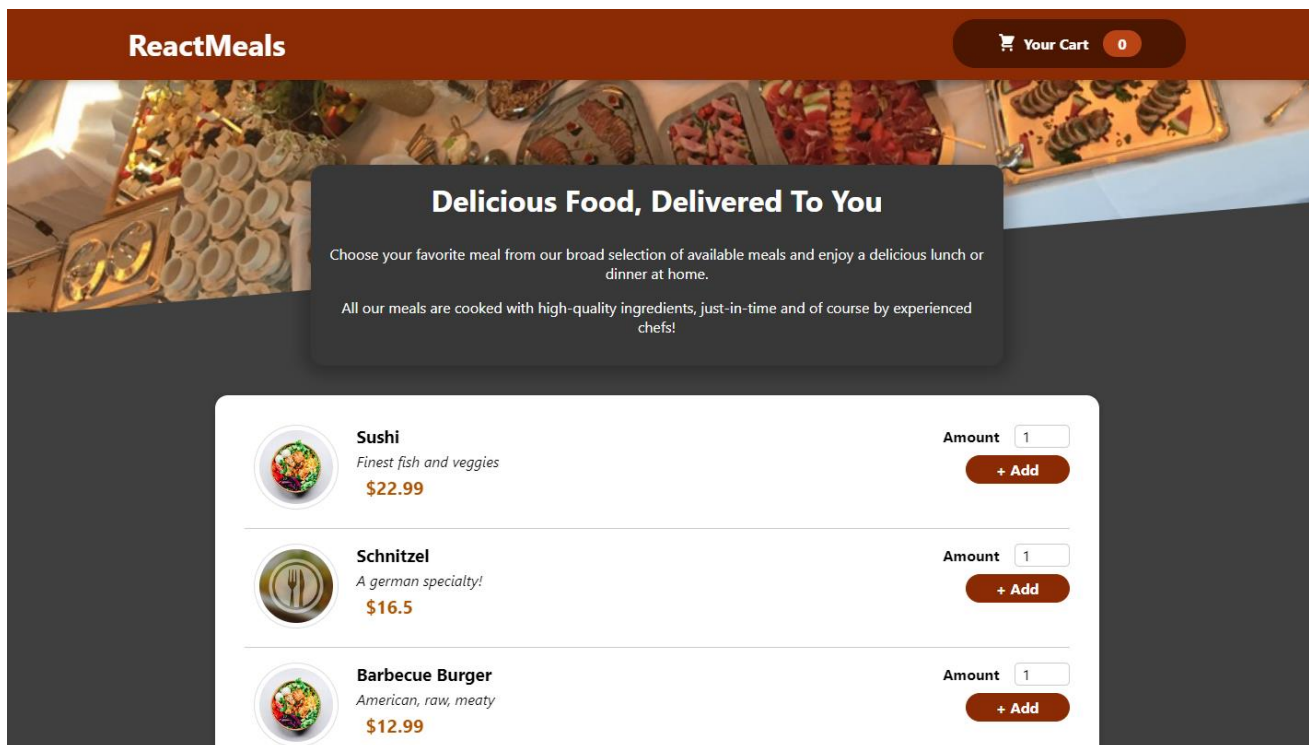 ReactMeals
Your Cart 0
Delicious Food, Delivered To You
Choose your favorite meal from our broad selection of available meals and enjoy a delicious lunch or
dinner at home.
All our meals are cooked with high-quality ingredients, just-in-time and of course by experienced
chefs!
Sushi
Finest fish and veggies
$22.99
Amount 1
+ Add
Schnitzel
A german specialty!
$16.5
Amount 1
+ Add
Barbecue Burger
American, raw, meaty
$12.99
Amount 1
+ Add